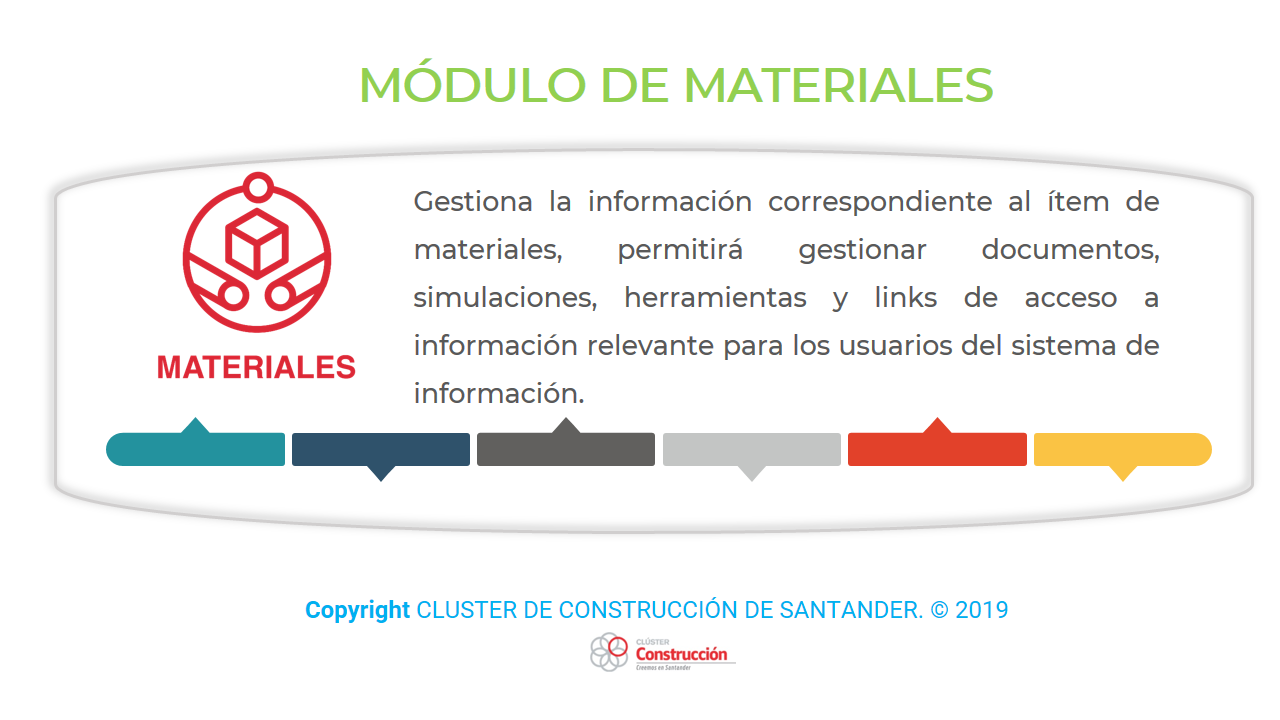 MÓDULO DE MATERIALES
Gestiona la información correspondiente al ítem de
materiales, permitirá gestionar documentos,
simulaciones, herramientas y links de acceso a
información relevante para los usuarios del sistema de
información.
MATERIALES
Copyright CLUSTER DE CONSTRUCCIÓN DE SANTANDER. © 2019
CLÚSTER
Construcción
Creemos en Santander